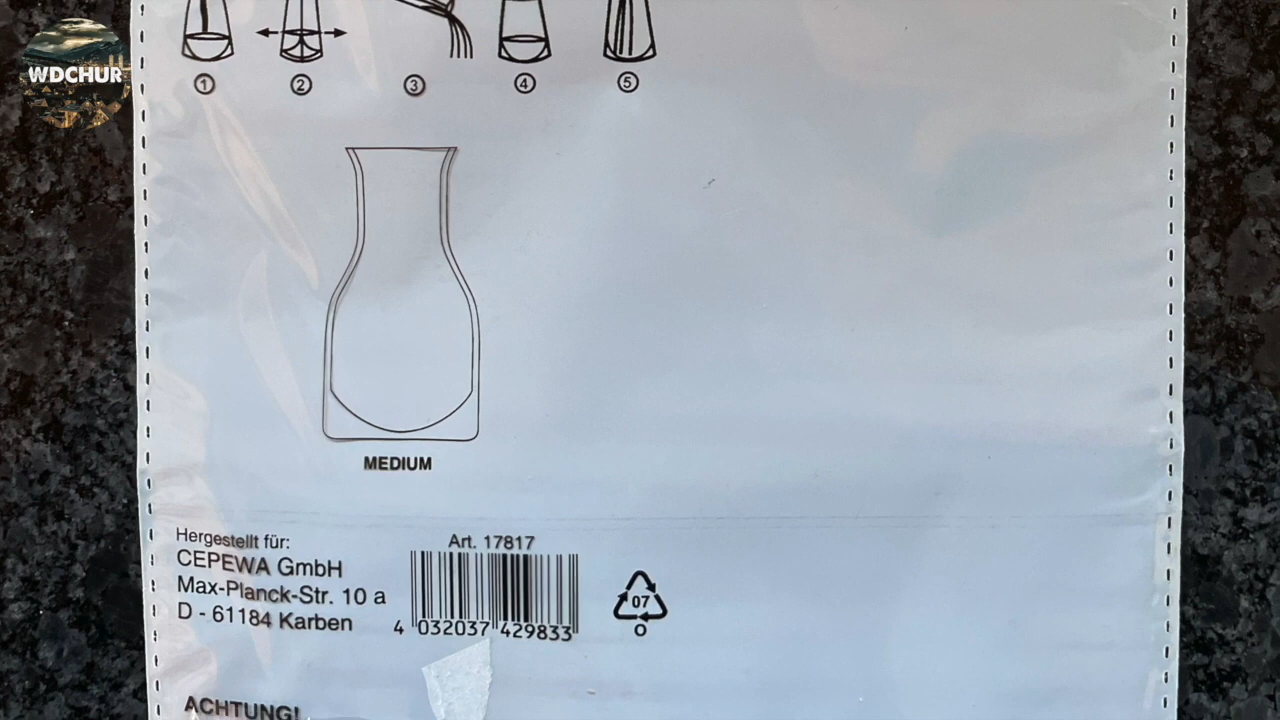 WDCHUR
1 2 3 4 5
MEDIUM
Hergestellt für:
CEPEWA GmbH
Max-Planck-Str. 10 a
D - 61184 Karben
Art. 17817
4 032037 429833
07
O
ACHTUNG!